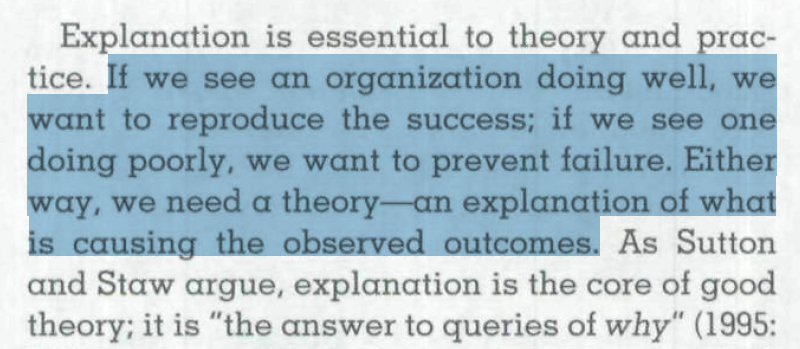 Explanation is essential to theory and prac-
tice. If we see an organization doing well, we
want to reproduce the success; if we see one
doing poorly, we want to prevent failure. Either
way, we need a theory—an explanation of what
is causing the observed outcomes. As Sutton
and Staw argue, explanation is the core of good
theory; it is "the answer to queries of why" (1995: